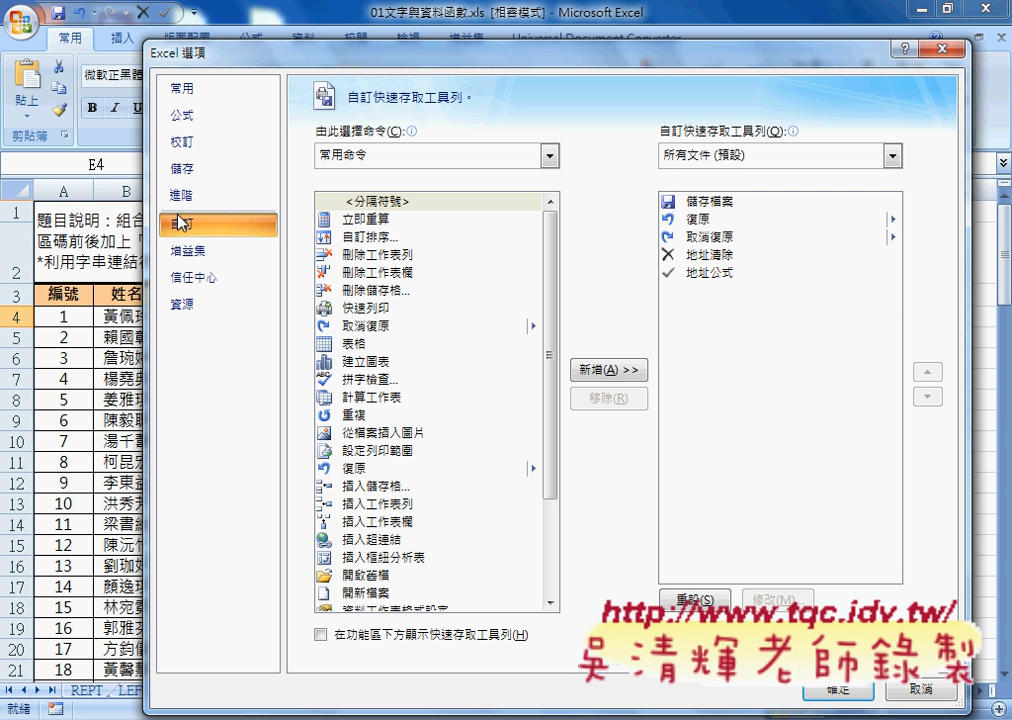 01文字與資料函數.xls [相容模式] - Microsoft Excel
常用 插入
Universal Document Converter
Excel 選項
貼上
剪貼簿
微軟正黑體
B I U
E4
A B
1 題目說明：組合
區碼前後加上「
2 *利用字串連結
3 編號 姓名
4 1 黃佩
5 2 賴國
6 3 詹琬
7 4 楊堯
8 5 姜雅
9 6 陳毅
10 7 湯千
11 8 柯昆
12 9 李東
13 10 洪秀
14 11 梁書
15 12 陳沅
16 13 劉珈
17 14 顏逸
18 15 林宛
19 16 郭雅
20 17 方鈞
21 18 黃馨
REPT LEF
就緒
常用
公式
校訂
儲存
進階
自訂
增益集
信任中心
資源
自訂快速存取工具列。
由此選擇命令(C):
常用命令
<分隔符號>
立即重算
自訂排序...
刪除工作表列
刪除工作表欄
刪除儲存格...
快速列印
取消復原
表格
建立圖表
拼字檢查...
計算工作表
重複
從檔案插入圖片
設定列印範圍
復原
插入儲存格...
插入工作表列
插入工作表欄
插入超連結
插入樞紐分析表
開啟舊檔
開新檔案
資料工作表格式設定
在功能區下方顯示快速存取工具列(H)
新增(A) >>
移除(R)
自訂快速存取工具列(Q):
所有文件 (預設)
儲存檔案
復原
取消復原
地址清除
地址公式
重設(S)
修改(M)...
http://www.tqc.idv.tw/
吳清輝老師錄製
確定
取消